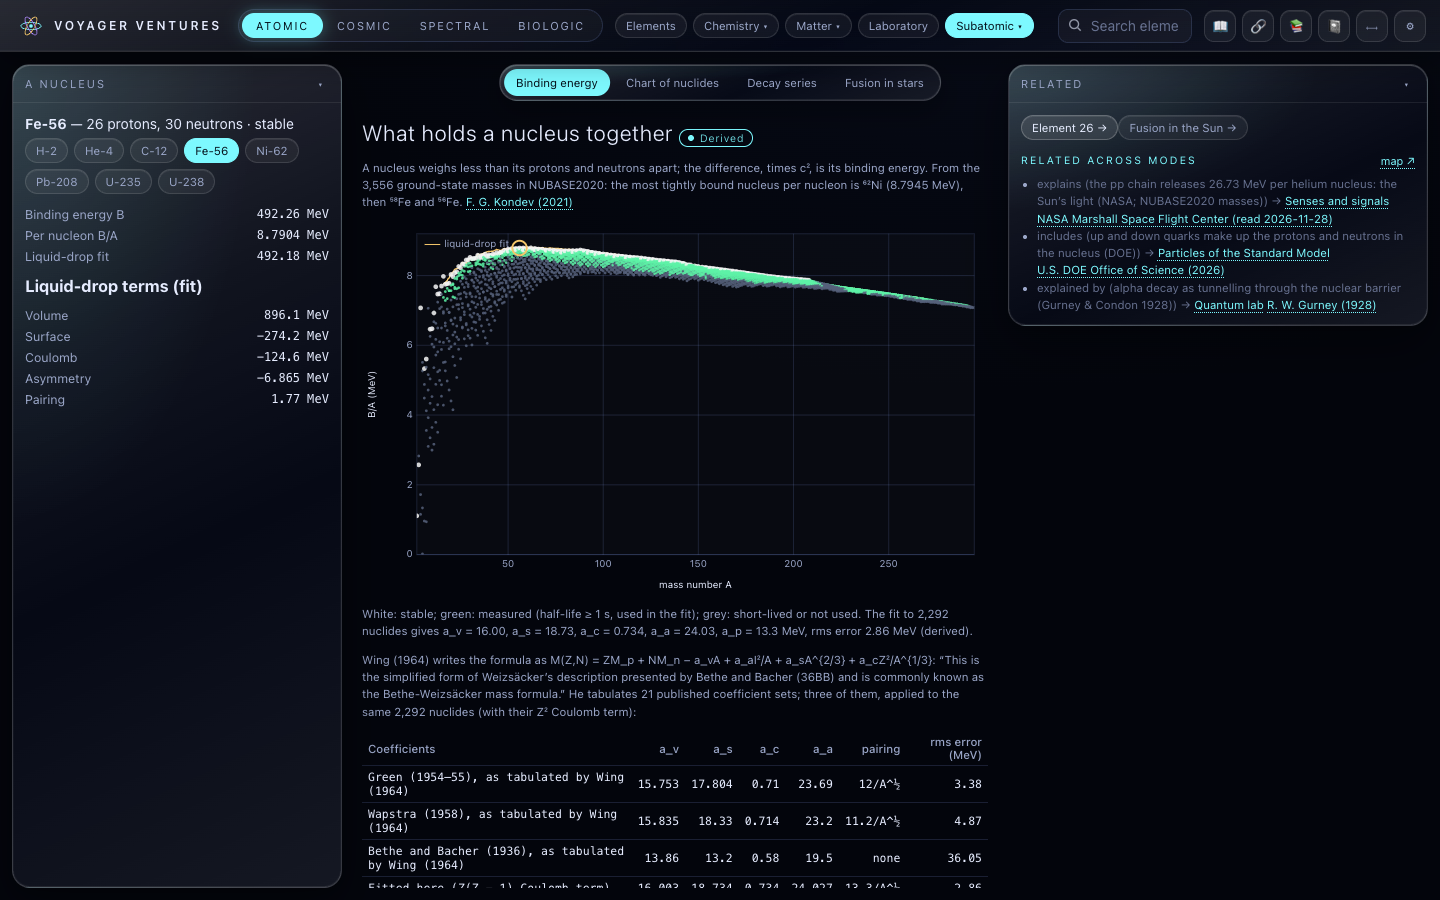 VOYAGER VENTURES
ATOMIC COSMIC SPECTRAL BIOLOGIC
Elements Chemistry Matter Laboratory Subatomic
Search eleme
A NUCLEUS
Fe-56 — 26 protons, 30 neutrons · stable
H-2 He-4 C-12 Fe-56 Ni-62
Pb-208 U-235 U-238
Binding energy B 492.26 MeV
Per nucleon B/A 8.7904 MeV
Liquid-drop fit 492.18 MeV
Liquid-drop terms (fit)
Volume 896.1 MeV
Surface −274.2 MeV
Coulomb −124.6 MeV
Asymmetry −6.865 MeV
Pairing 1.77 MeV
Binding energy Chart of nuclides Decay series Fusion in stars
What holds a nucleus together Derived
A nucleus weighs less than its protons and neutrons apart; the difference, times c², is its binding energy. From the
3,556 ground-state masses in NUBASE2020: the most tightly bound nucleus per nucleon is ⁶²Ni (8.7945 MeV),
then ⁵⁸Fe and ⁵⁶Fe. F. G. Kondev (2021)
liquid-drop fit
8
6
4
2
0
B/A (MeV)
50 100 150 200 250
mass number A
White: stable; green: measured (half-life ≥ 1 s, used in the fit); grey: short-lived or not used. The fit to 2,292
nuclides gives a_v = 16.00, a_s = 18.73, a_c = 0.734, a_a = 24.03, a_p = 13.3 MeV, rms error 2.86 MeV (derived).
Wing (1964) writes the formula as M(Z,N) = ZM_p + NM_n − a_vA + a_aI²/A + a_sA^{2/3} + a_cZ²/A^{1/3}: “This is
the simplified form of Weizsäcker’s description presented by Bethe and Bacher (36BB) and is commonly known as
the Bethe-Weizsäcker mass formula.” He tabulates 21 published coefficient sets; three of them, applied to the
same 2,292 nuclides (with their Z² Coulomb term):
Coefficients a_v a_s a_c a_a pairing rms error (MeV)
Green (1954–55), as tabulated by Wing (1964) 15.753 17.804 0.71 23.69 12/A^½ 3.38
Wapstra (1958), as tabulated by Wing (1964) 15.835 18.33 0.714 23.2 11.2/A^½ 4.87
Bethe and Bacher (1936), as tabulated by Wing (1964) 13.86 13.2 0.58 19.5 none 36.05
Fitted here (Z(Z − 1) Coulomb term) 16.003 18.734 0.734 24.027 13.3/A^½ 2.86
RELATED
Element 26 → Fusion in the Sun →
RELATED ACROSS MODES map ↗
explains (the pp chain releases 26.73 MeV per helium nucleus: the
Sun’s light (NASA; NUBASE2020 masses)) → Senses and signals
NASA Marshall Space Flight Center (read 2026-11-28)
includes (up and down quarks make up the protons and neutrons in
the nucleus (DOE)) → Particles of the Standard Model
U.S. DOE Office of Science (2026)
explained by (alpha decay as tunnelling through the nuclear barrier
(Gurney & Condon 1928)) → Quantum lab R. W. Gurney (1928)